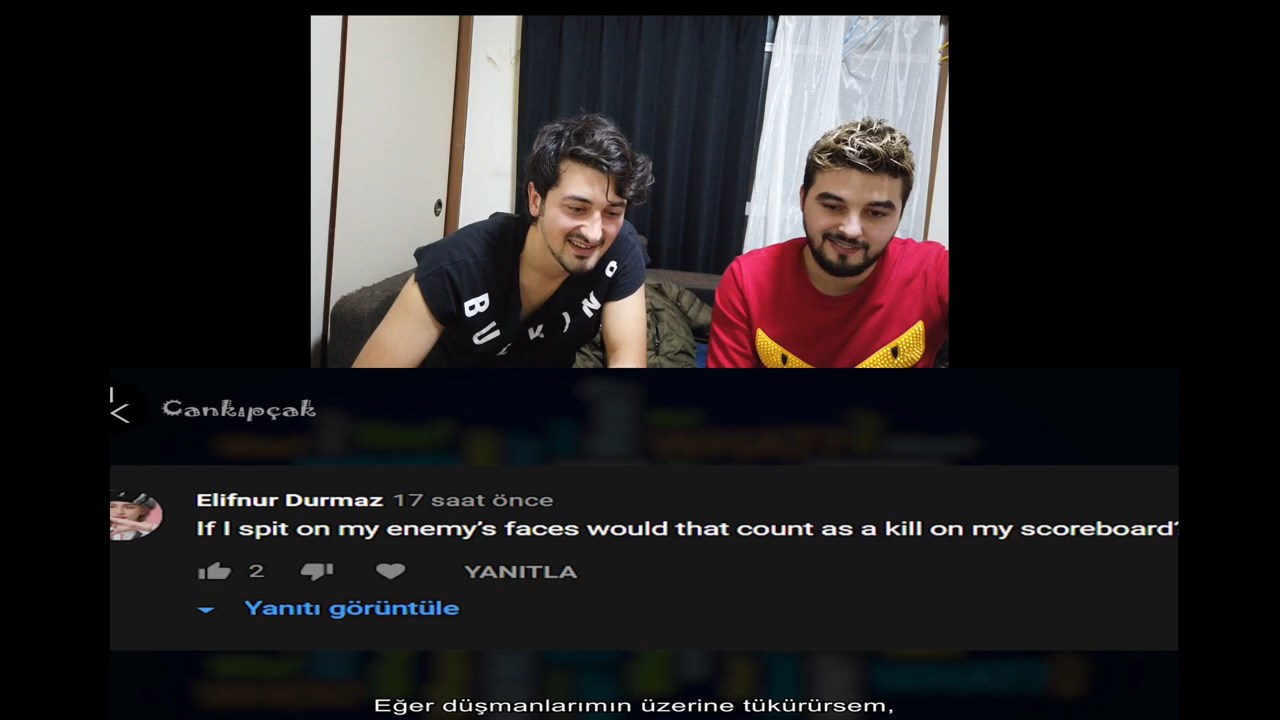 Cankıpçak
Elifnur Durmaz 17 saat önce
If I spit on my enemy's faces would that count as a kill on my scoreboard?
2 YANITLA
Yanıtı görüntüle
Eğer düşmanlarımın üzerine tükürürsem,